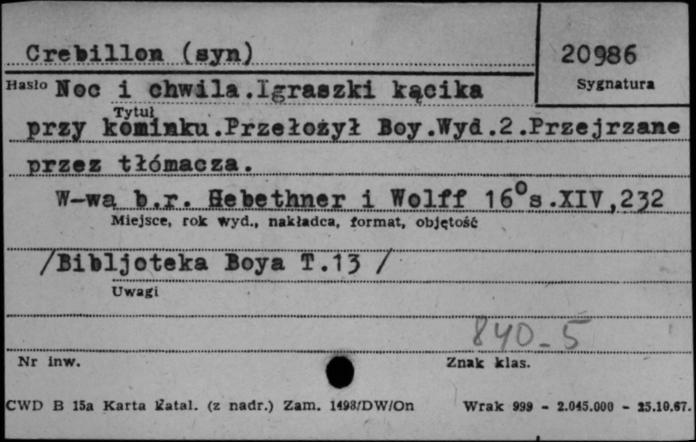 Crebillon (syn)
20986
Hasło
Sygnatura
Noc i chwila.Igraszki kącika
Tytuł
przy kominku.Przełożył Boy.Wyd.2.Przejrzane
przez tłómacza.
W-wa b.r. Gebethner i Wolff 16°s.XIV,232
Miejsce, rok wyd., nakładca, format, objętość
/Bibljoteka Boya T.13 /
Uwagi
840-5
Nr inw.
Znak klas.
CWD B 15a Karta katal. (z nadr.) Zam. 1498/DW/On
Wrak 999 - 2.045.000 - 25.10.67.